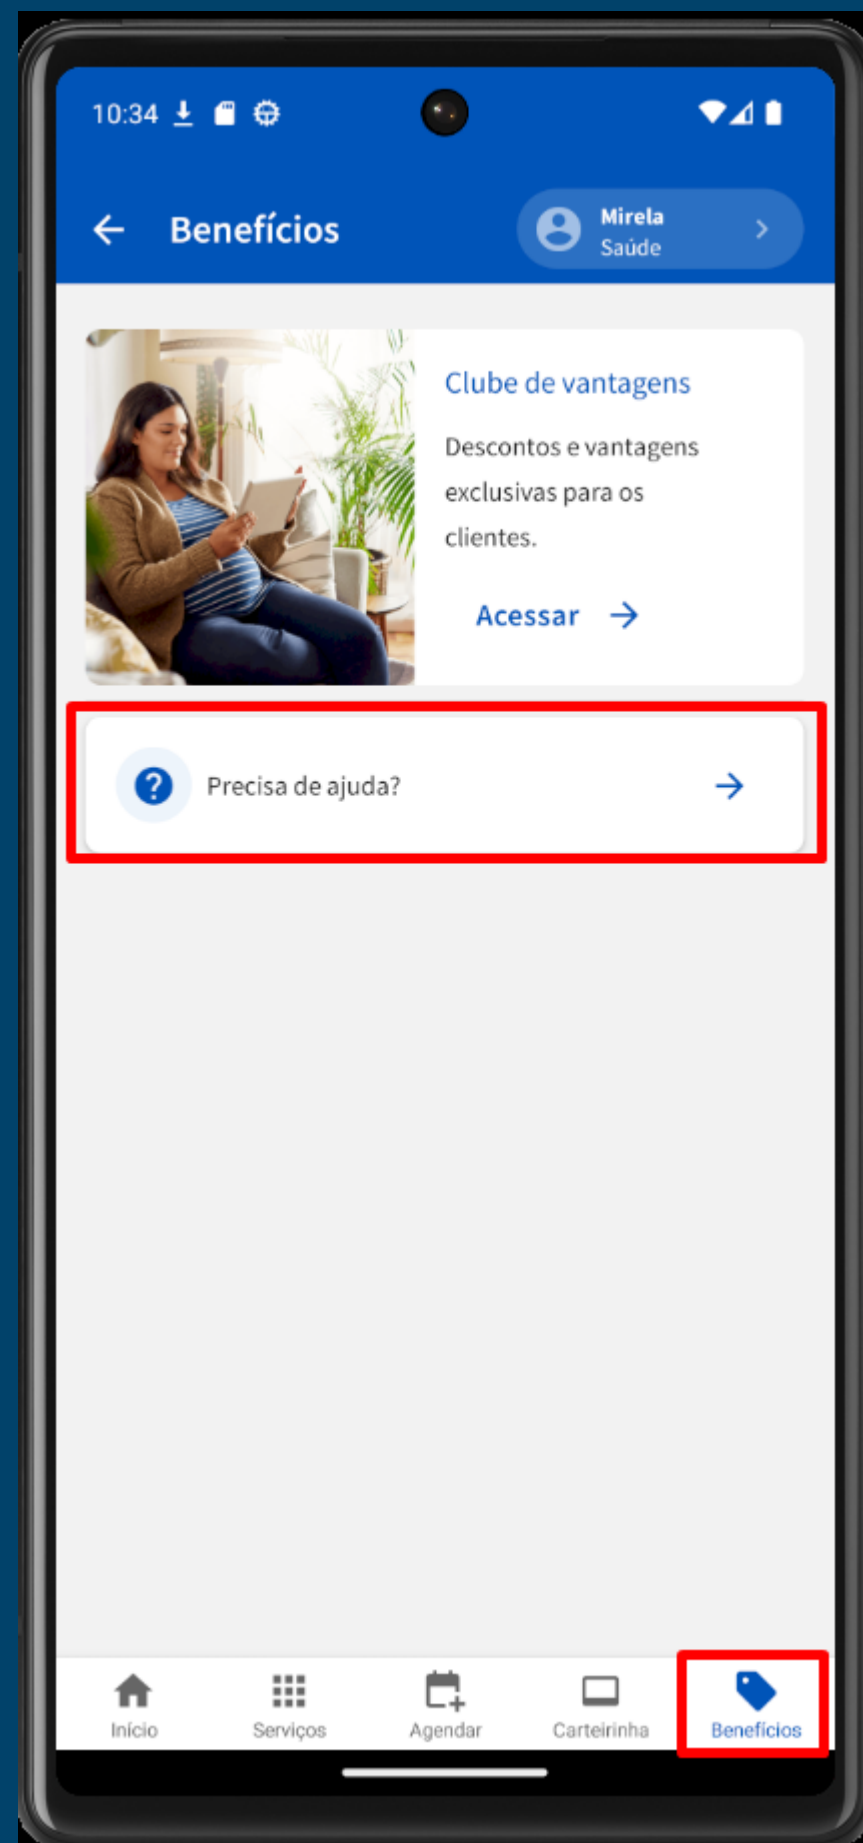 10:34
Benefícios
Mirela
Saúde
Clube de vantagens
Descontos e vantagens
exclusivas para os
clientes.
Acessar
Precisa de ajuda?
Início
Serviços
Agendar
Carteirinha
Benefícios